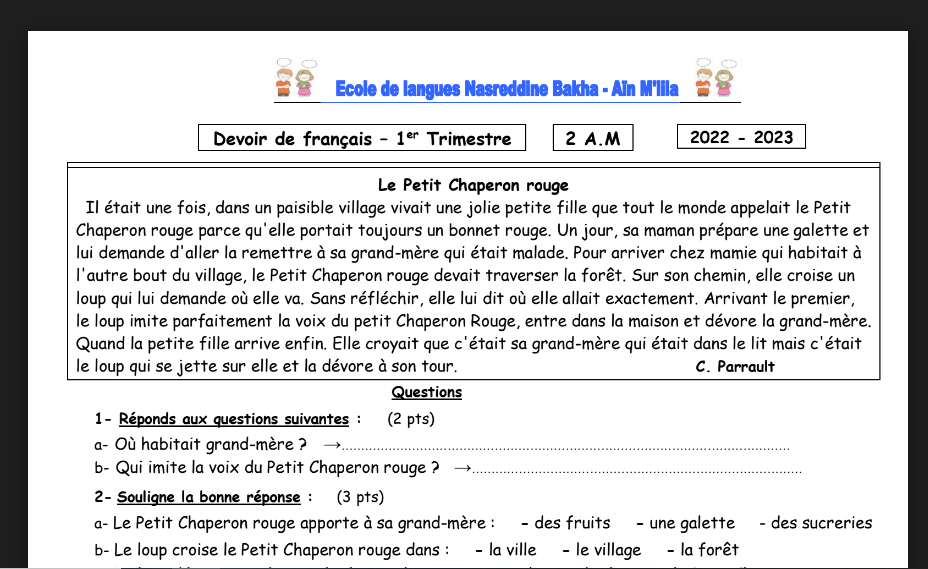 Ecole de langues Nasreddine Bakha - Aïn M'lila
Devoir de français – 1er Trimestre
2 A.M
2022 - 2023
Le Petit Chaperon rouge
Il était une fois, dans un paisible village vivait une jolie petite fille que tout le monde appelait le Petit
Chaperon rouge parce qu'elle portait toujours un bonnet rouge. Un jour, sa maman prépare une galette et
lui demande d'aller la remettre à sa grand-mère qui était malade. Pour arriver chez mamie qui habitait à
l'autre bout du village, le Petit Chaperon rouge devait traverser la forêt. Sur son chemin, elle croise un
loup qui lui demande où elle va. Sans réfléchir, elle lui dit où elle allait exactement. Arrivant le premier,
le loup imite parfaitement la voix du petit Chaperon Rouge, entre dans la maison et dévore la grand-mère.
Quand la petite fille arrive enfin. Elle croyait que c'était sa grand-mère qui était dans le lit mais c'était
le loup qui se jette sur elle et la dévore à son tour. C. Parrault
Questions
1- Réponds aux questions suivantes : (2 pts)
a- Où habitait grand-mère ? →..........................................................................................
b- Qui imite la voix du Petit Chaperon rouge ? →..................................................................
2- Souligne la bonne réponse : (3 pts)
a- Le Petit Chaperon rouge apporte à sa grand-mère : - des fruits - une galette - des sucreries
b- Le loup croise le Petit Chaperon rouge dans : - la ville - le village - la forêt